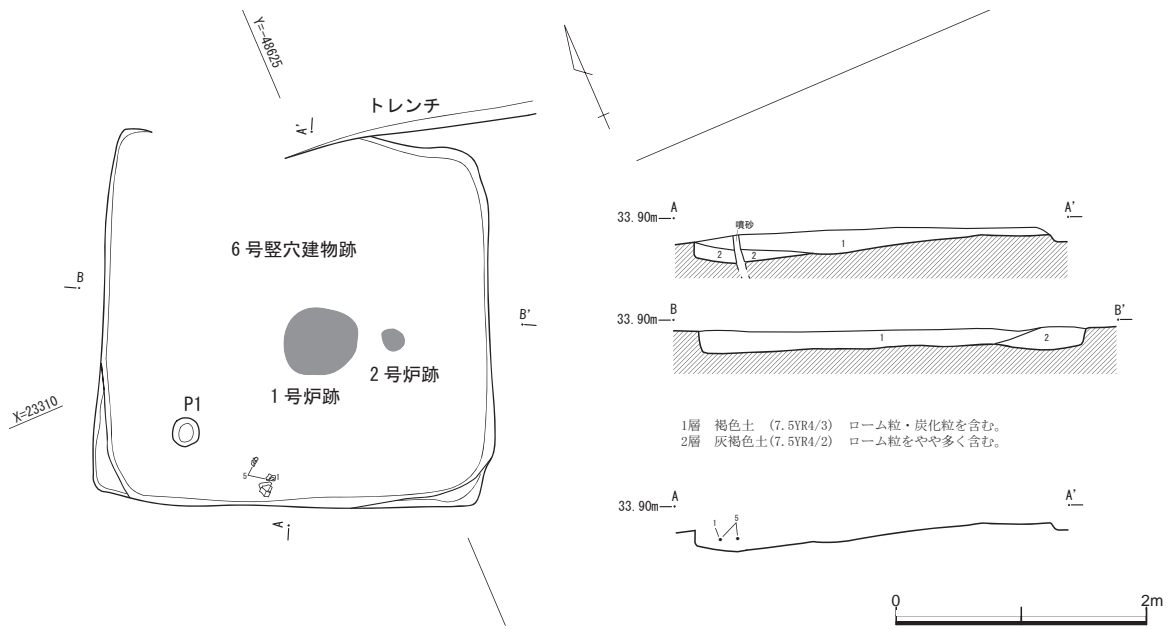 Y=-48625
トレンチ
A'
6号竪穴建物跡
B
B'
1号炉跡
2号炉跡
X=23310
P1
5
1
A
A
A'
33.90m
噴砂
1
2
2
B
B'
33.90m
1
2
1層 褐色土 (7.5YR4/3) ローム粒・炭化粒を含む。
2層 灰褐色土(7.5YR4/2) ローム粒をやや多く含む。
A
A'
33.90m
1
5
0
2m